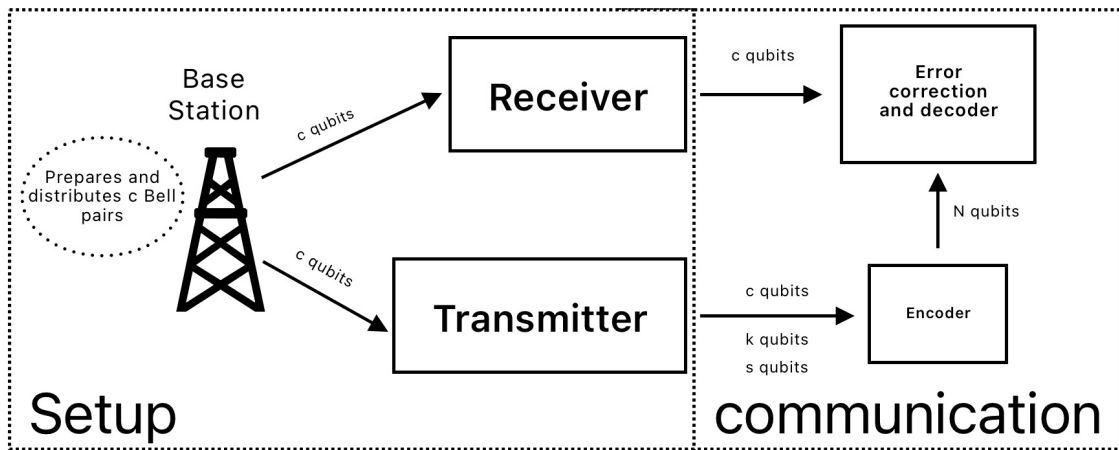 Base
Station
Prepares and
distributes c Bell
pairs
c qubits
c qubits
Receiver
Transmitter
Setup
c qubits
Error
correction
and decoder
N qubits
c qubits
k qubits
s qubits
Encoder
communication